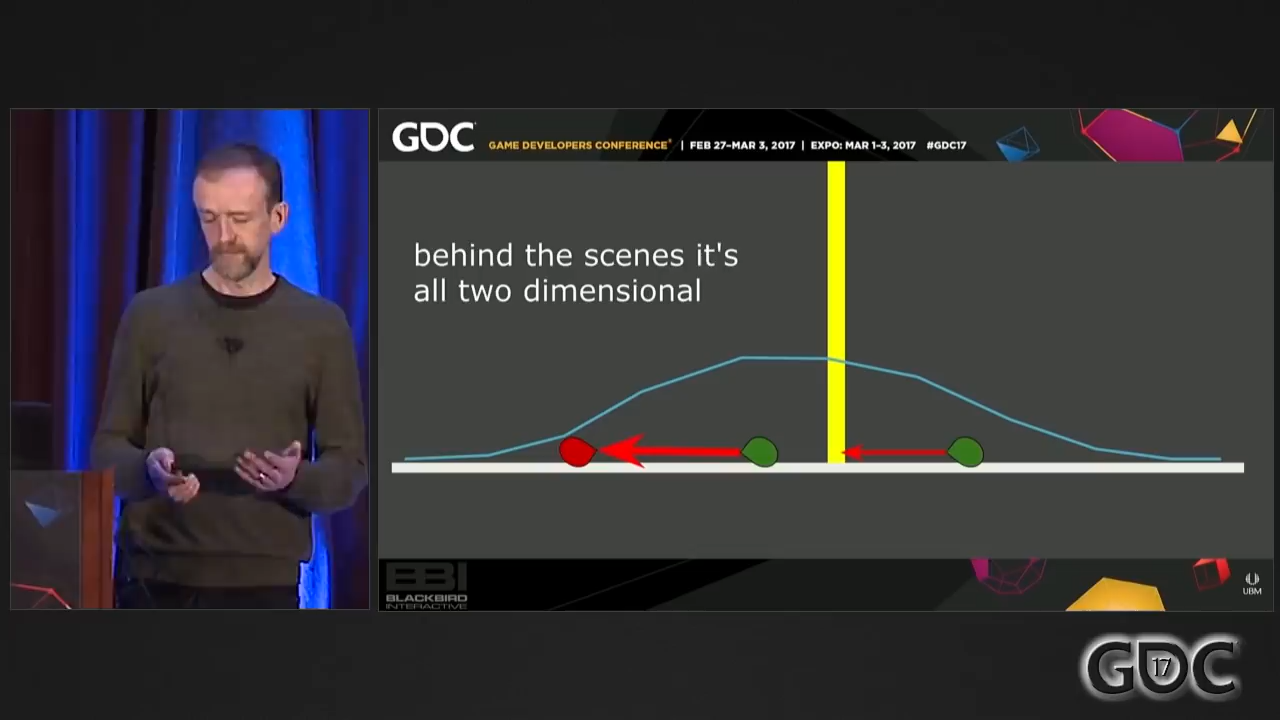 GDC GAME DEVELOPERS CONFERENCE® | FEB 27–MAR 3, 2017 | EXPO: MAR 1–3, 2017 #GDC17
behind the scenes it's
all two dimensional
BBI
BLACKBIRD
INTERACTIVE
UBM
GDC 17